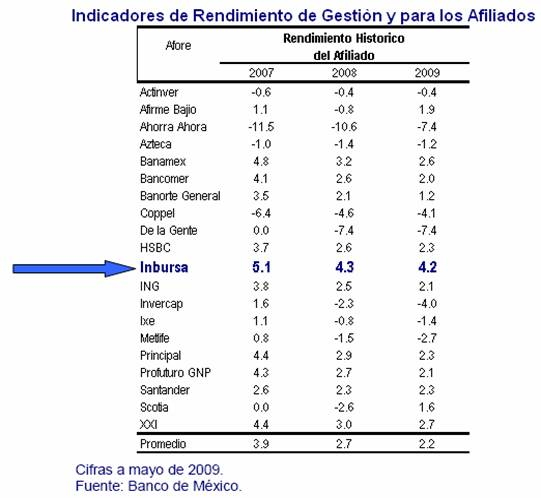 Indicadores de Rendimiento de Gestión y para los Afiliados
Afore Rendimiento Historico del Afiliado
2007 2008 2009
Actinver -0.6 -0.4 -0.4
Afirme Bajio 1.1 -0.8 1.9
Ahorra Ahora -11.5 -10.6 -7.4
Azteca -1.0 -1.4 -1.2
Banamex 4.8 3.2 2.6
Bancomer 4.1 2.6 2.0
Banorte General 3.5 2.1 1.2
Coppel -6.4 -4.6 -4.1
De la Gente 0.0 -7.4 -7.4
HSBC 3.7 2.6 2.3
Inbursa 5.1 4.3 4.2
ING 3.8 2.5 2.1
Invercap 1.6 -2.3 -4.0
Ixe 1.1 -0.8 -1.4
Metlife 0.8 -1.5 -2.7
Principal 4.4 2.9 2.3
Profuturo GNP 4.3 2.7 2.1
Santander 2.6 2.3 2.3
Scotia 0.0 -2.6 1.6
XXI 4.4 3.0 2.7
Promedio 3.9 2.7 2.2
Cifras a mayo de 2009.
Fuente: Banco de México.